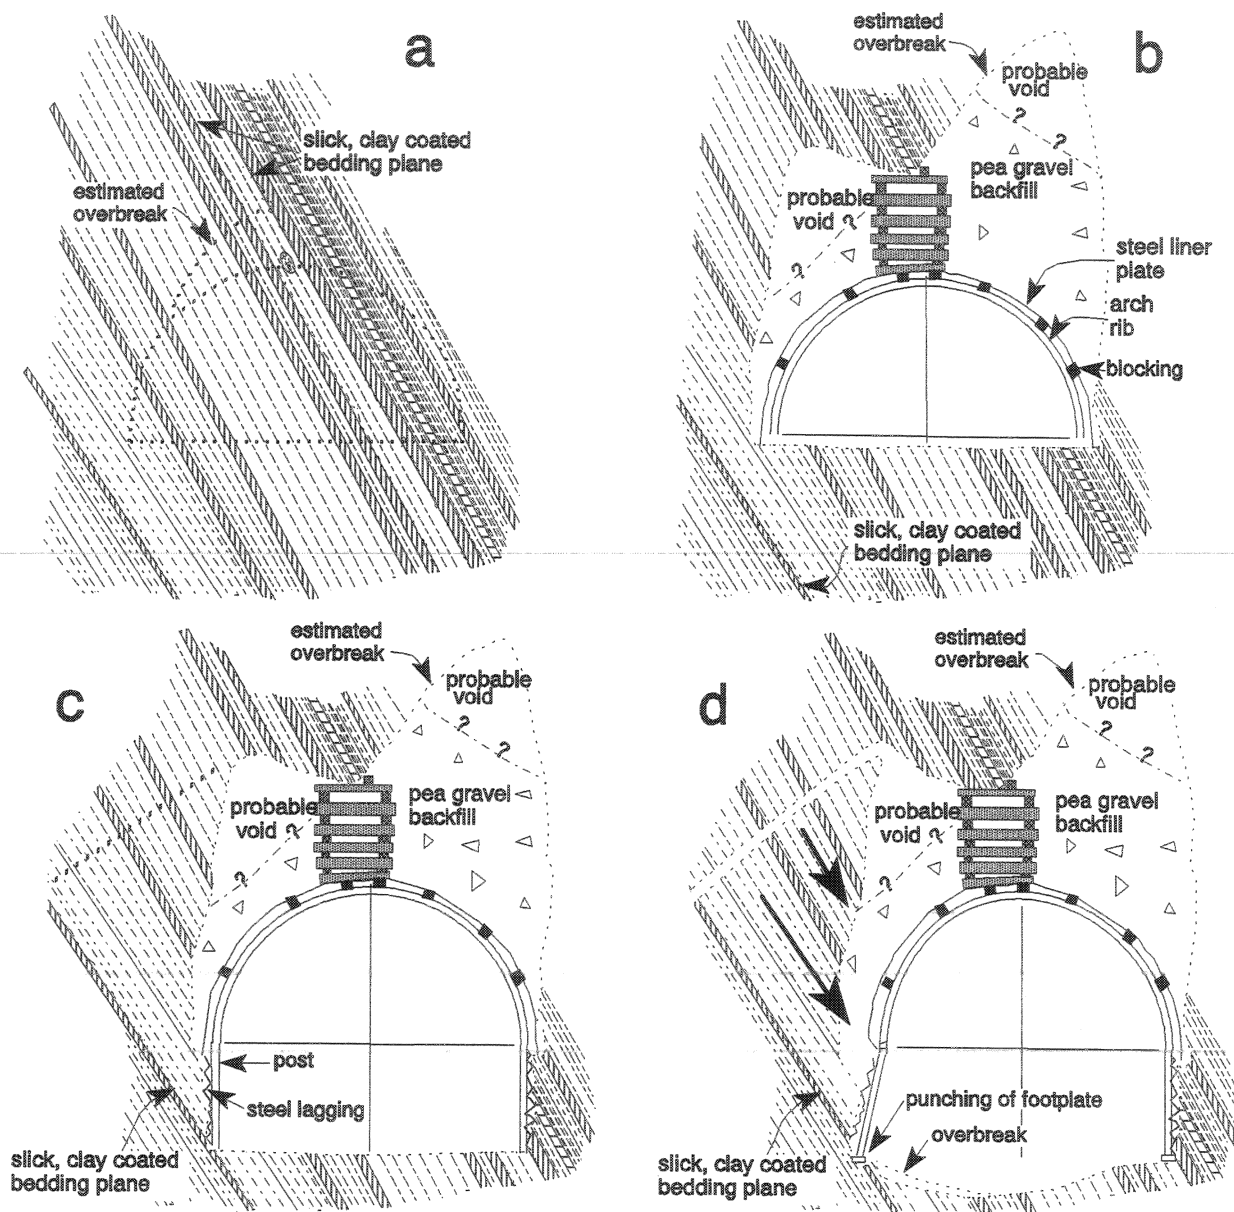 a
slick, clay coated
bedding plane
estimated
overbreak
b
estimated
overbreak
probable
void
?
?
pea gravel
backfill
probable
void ?
?
steel liner
plate
arch
rib
blocking
slick, clay coated
bedding plane
c
estimated
overbreak
probable
void
?
?
probable
void ?
pea gravel
backfill
?
post
steel lagging
slick, clay coated
bedding plane
d
estimated
overbreak
probable
void
?
?
probable
void ?
pea gravel
backfill
?
punching of footplate
overbreak
slick, clay coated
bedding plane